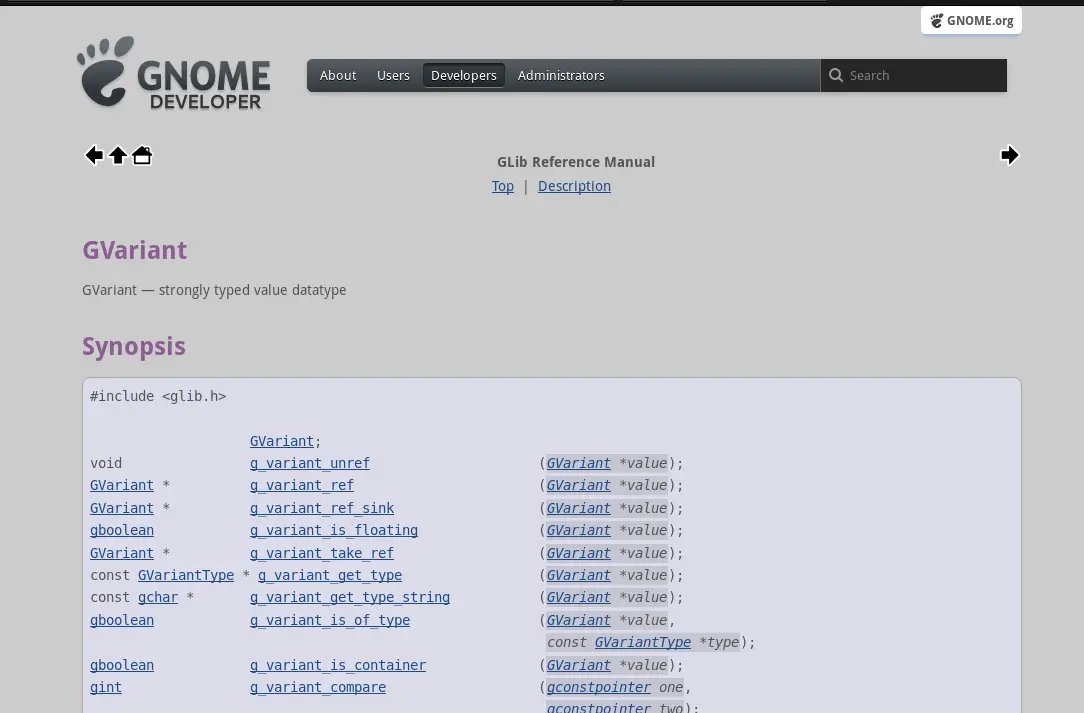 GNOME.org
GNOME
DEVELOPER
About Users Developers Administrators Search
GLib Reference Manual
Top | Description
GVariant
GVariant — strongly typed value datatype
Synopsis
#include <glib.h>
GVariant;
void g_variant_unref (GVariant *value);
GVariant * g_variant_ref (GVariant *value);
GVariant * g_variant_ref_sink (GVariant *value);
gboolean g_variant_is_floating (GVariant *value);
GVariant * g_variant_take_ref (GVariant *value);
const GVariantType * g_variant_get_type (GVariant *value);
const gchar * g_variant_get_type_string (GVariant *value);
gboolean g_variant_is_of_type (GVariant *value,
const GVariantType *type);
gboolean g_variant_is_container (GVariant *value);
gint g_variant_compare (gconstpointer one,
gconstpointer two);